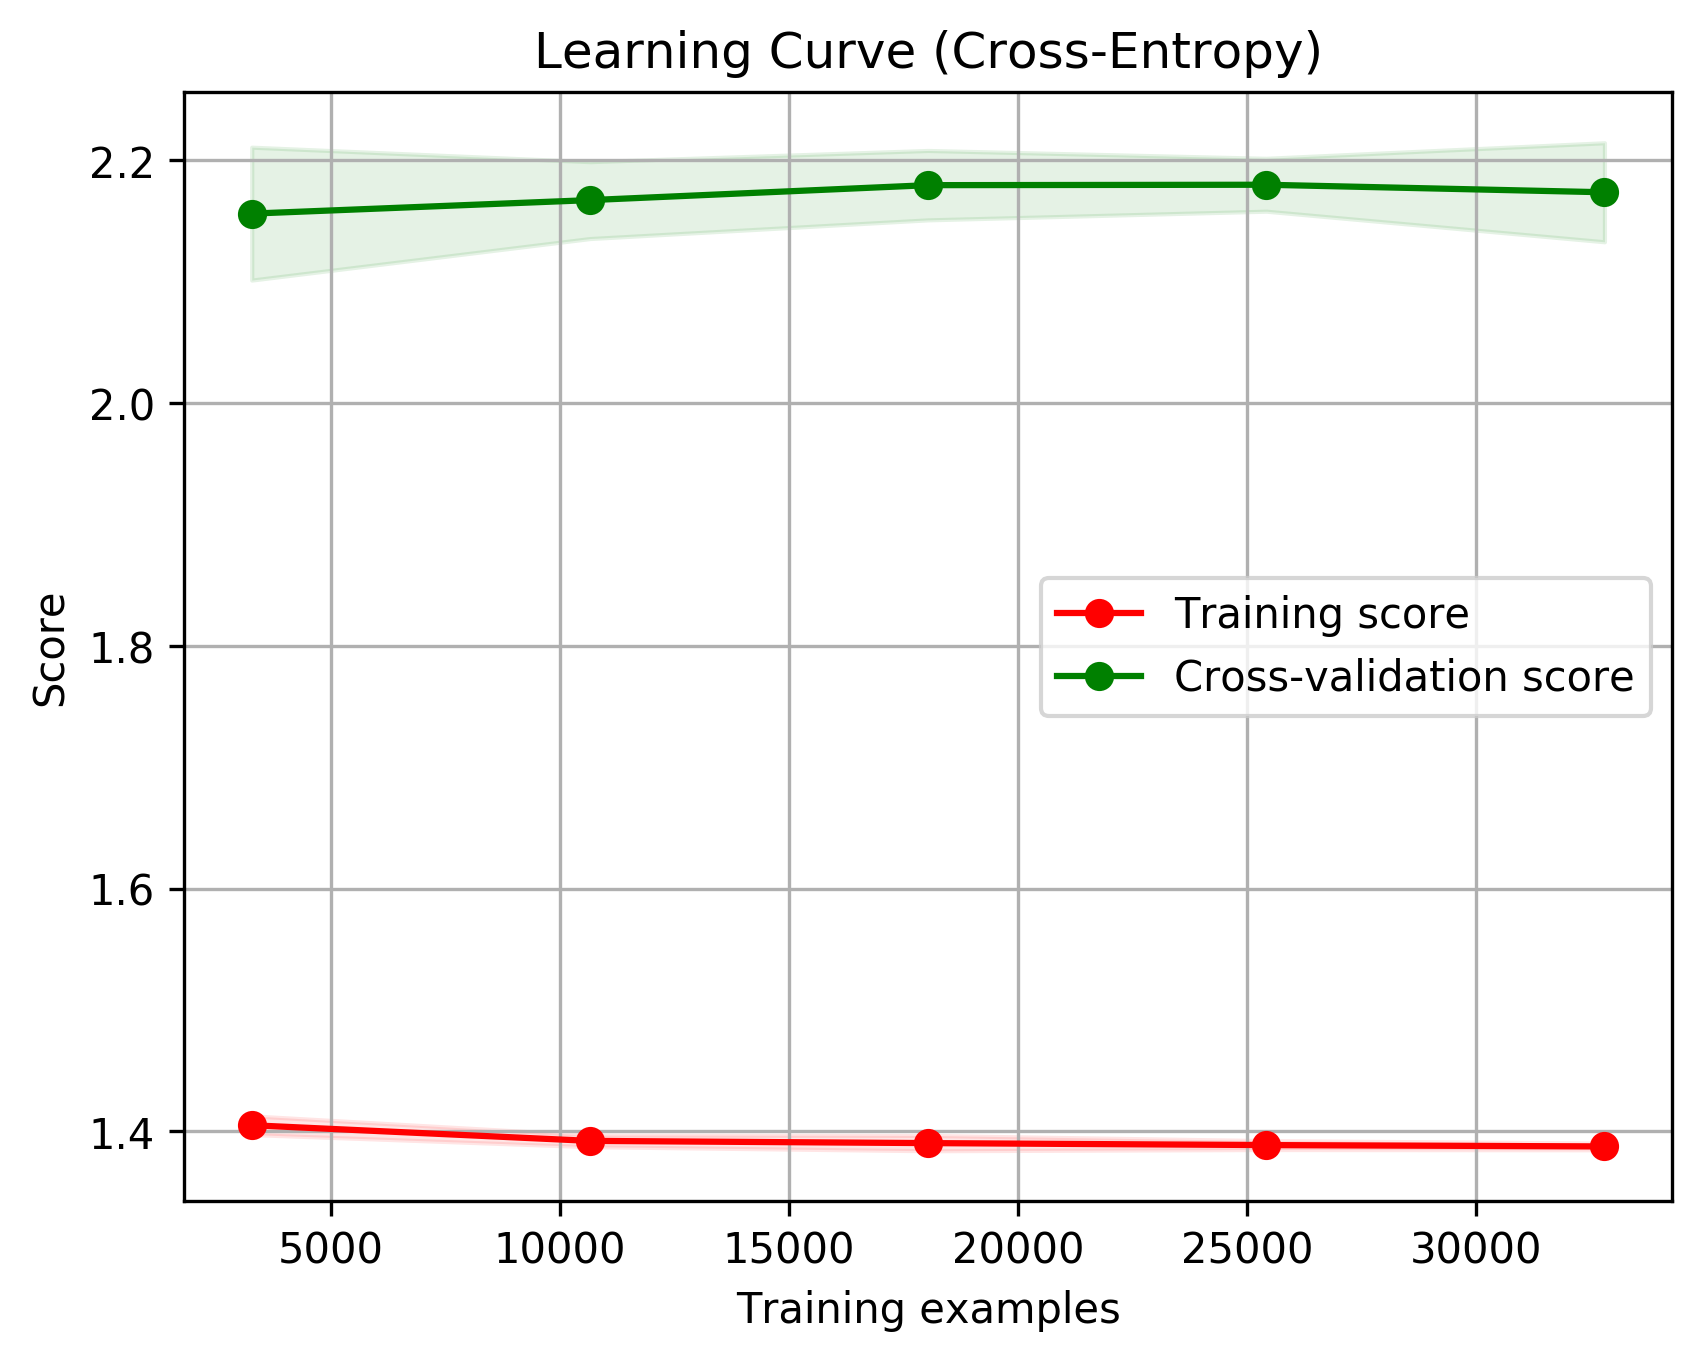 Learning Curve (Cross-Entropy)
2.2
2.0
1.8
1.6
1.4
Score
Training score
Cross-validation score
5000 10000 15000 20000 25000 30000
Training examples